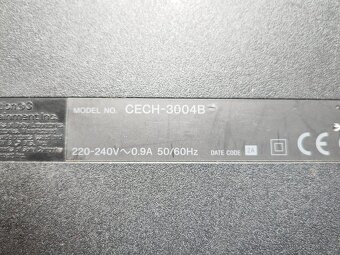 MODEL NO. CECH-3004B
220-240V~0.9A 50/60Hz DATE CODE 2A CE